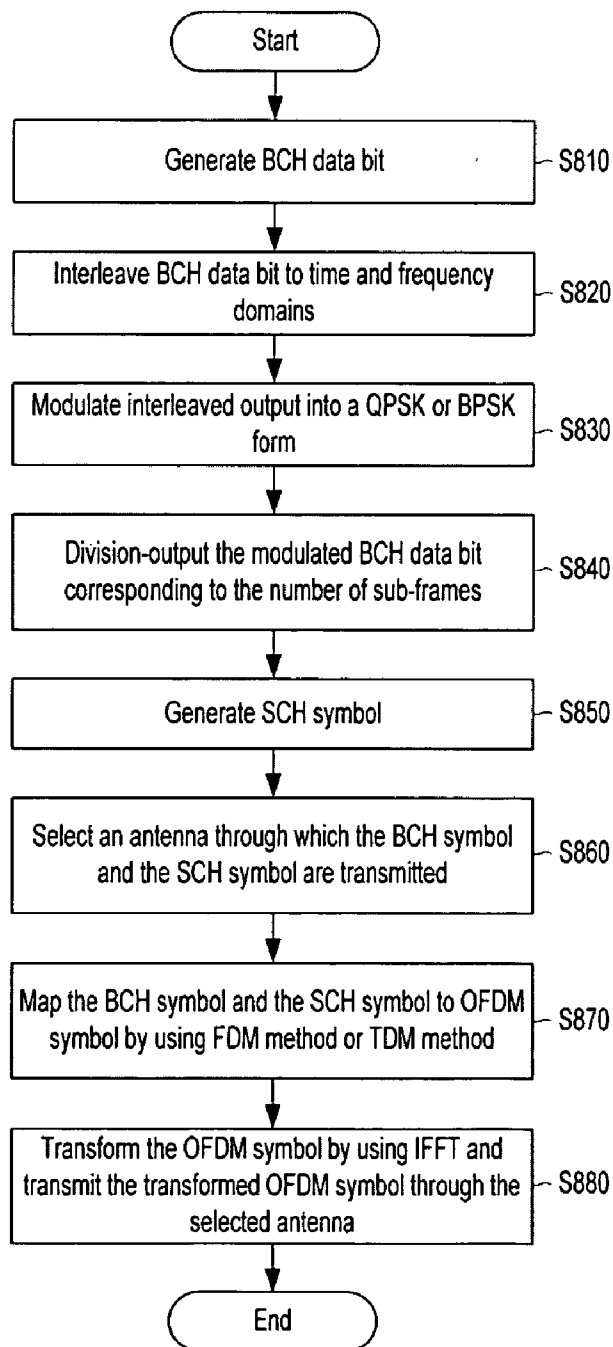 Start
Generate BCH data bit
S810
Interleave BCH data bit to time and frequency
domains
S820
Modulate interleaved output into a QPSK or BPSK
form
S830
Division-output the modulated BCH data bit
corresponding to the number of sub-frames
S840
Generate SCH symbol
S850
Select an antenna through which the BCH symbol
and the SCH symbol are transmitted
S860
Map the BCH symbol and the SCH symbol to OFDM
symbol by using FDM method or TDM method
S870
Transform the OFDM symbol by using IFFT and
transmit the transformed OFDM symbol through the
selected antenna
S880
End